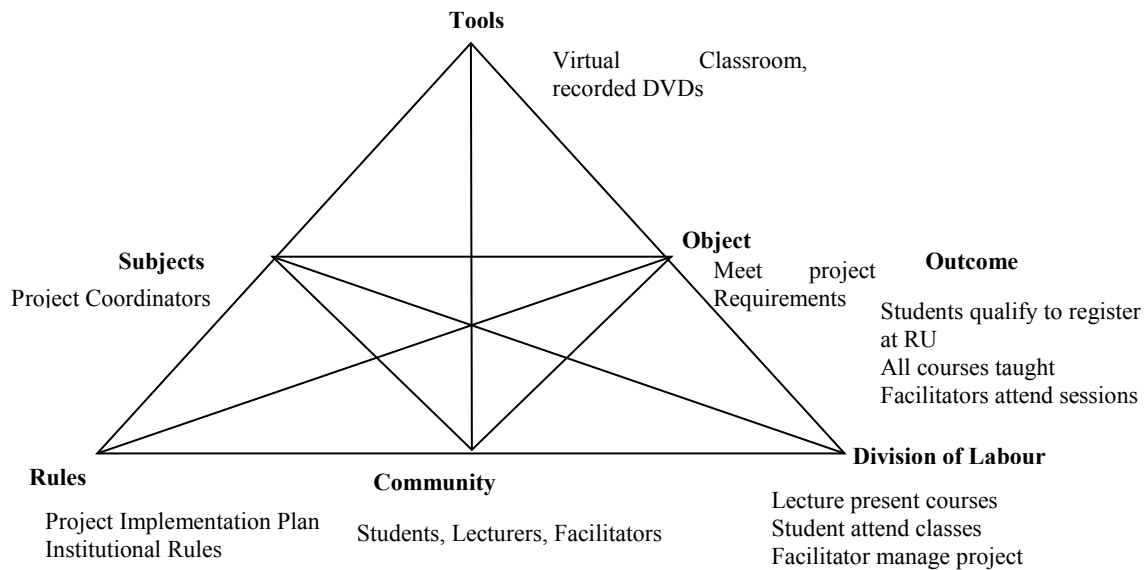 Tools
Virtual Classroom,
recorded DVDs
Subjects
Project Coordinators
Object
Meet project
Requirements
Outcome
Students qualify to register
at RU
All courses taught
Facilitators attend sessions
Rules
Project Implementation Plan
Institutional Rules
Community
Students, Lecturers, Facilitators
Division of Labour
Lecture present courses
Student attend classes
Facilitator manage project